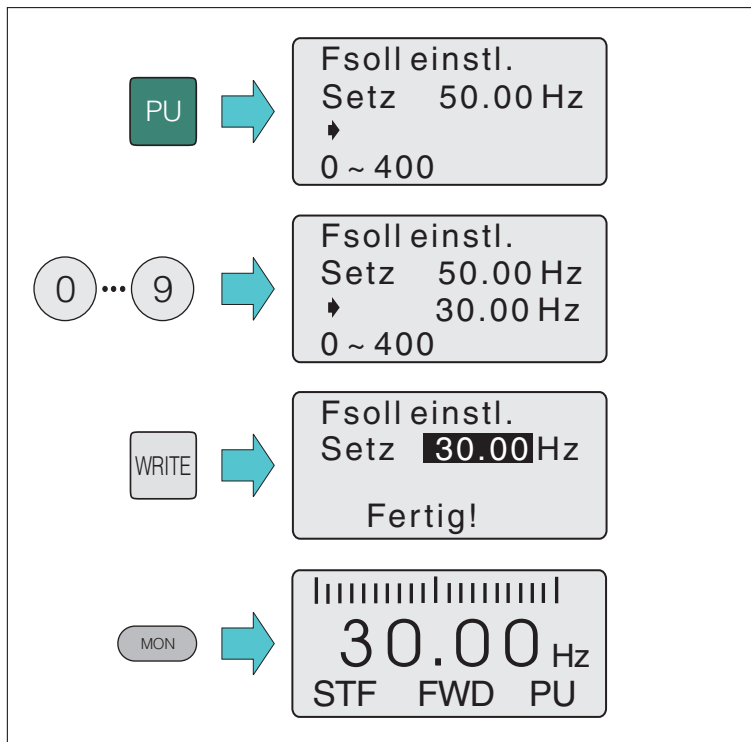 PU
Fsoll einstl.
Setz 50.00 Hz
0 ~ 400
0 ••• 9
Fsoll einstl.
Setz 50.00 Hz
30.00 Hz
0 ~ 400
WRITE
Fsoll einstl.
Setz 30.00 Hz
Fertig!
MON
30.00 Hz
STF FWD PU